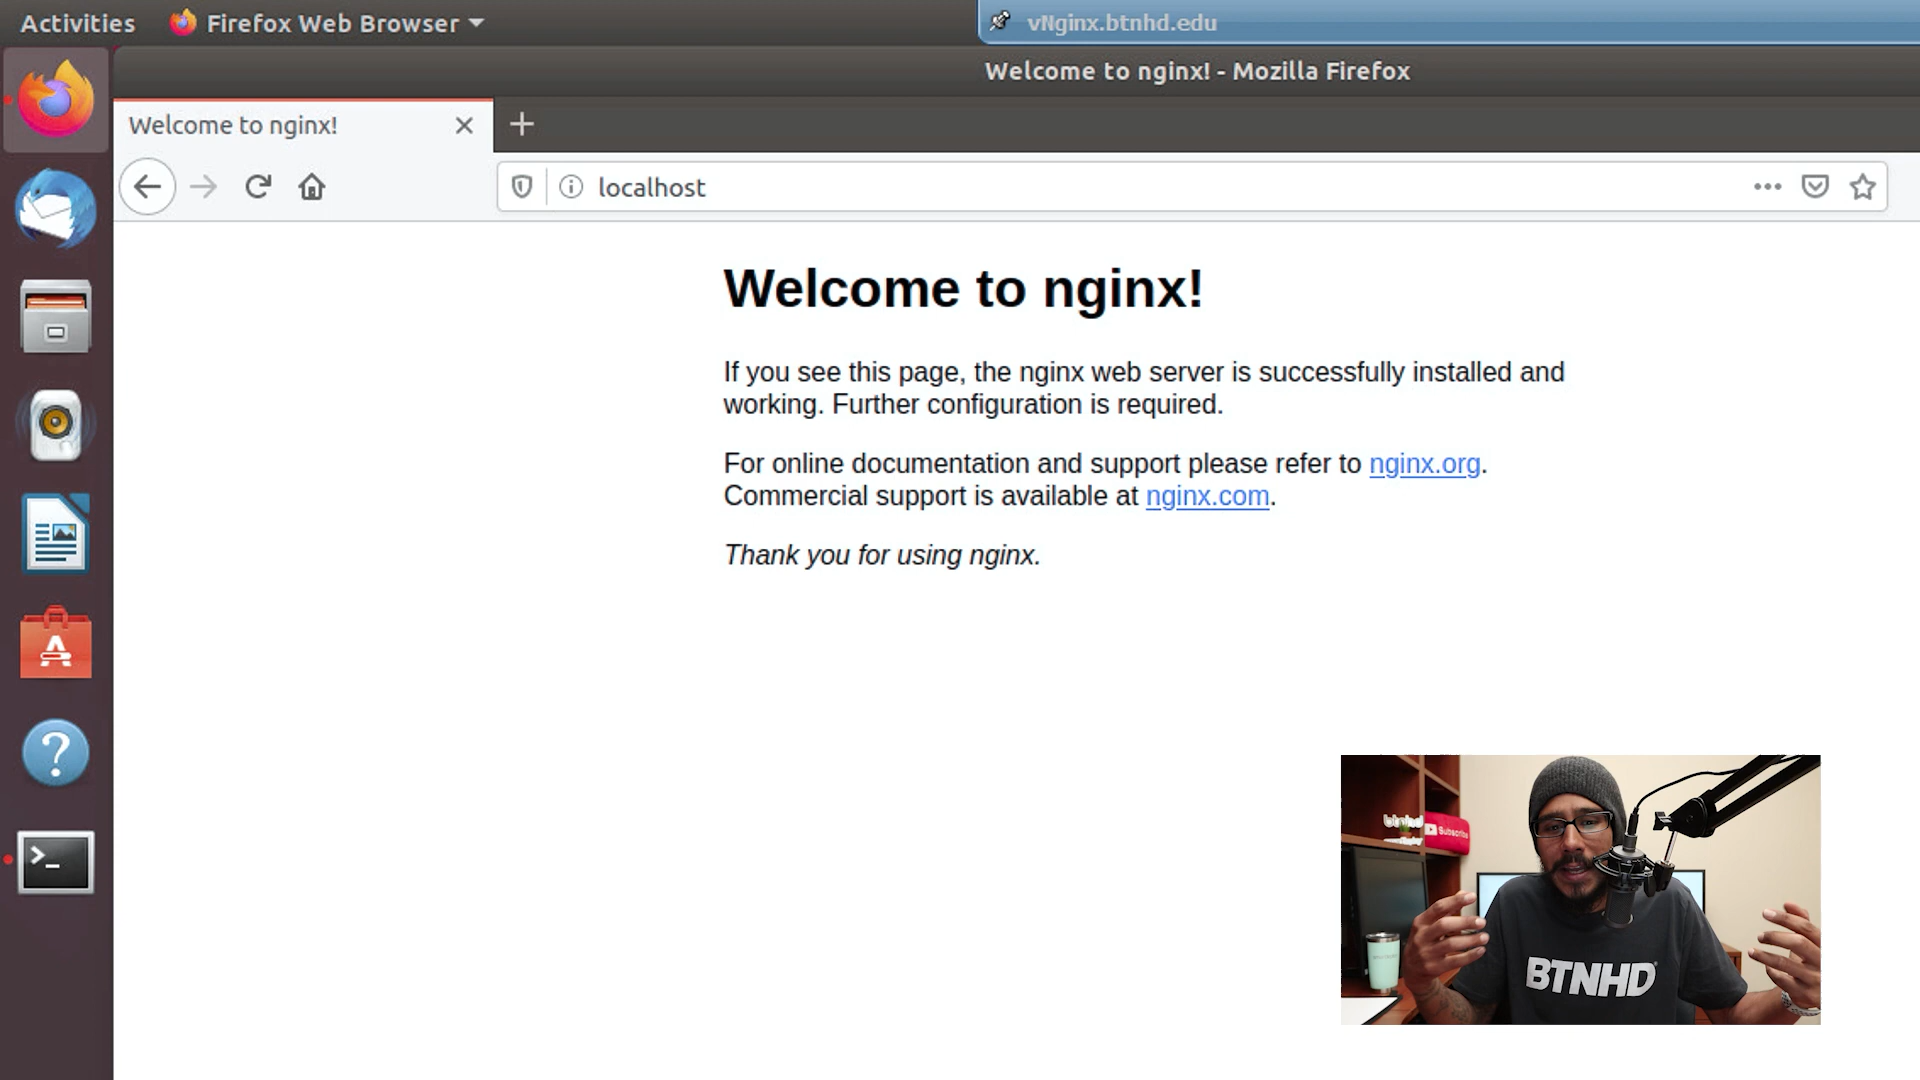 Activities
Firefox Web Browser
vNginx.btnhd.edu
Welcome to nginx! - Mozilla Firefox
Welcome to nginx!
localhost
Welcome to nginx!
If you see this page, the nginx web server is successfully installed and
working. Further configuration is required.
For online documentation and support please refer to nginx.org.
Commercial support is available at nginx.com.
Thank you for using nginx.
btnhd
Subscribe
BTNHD